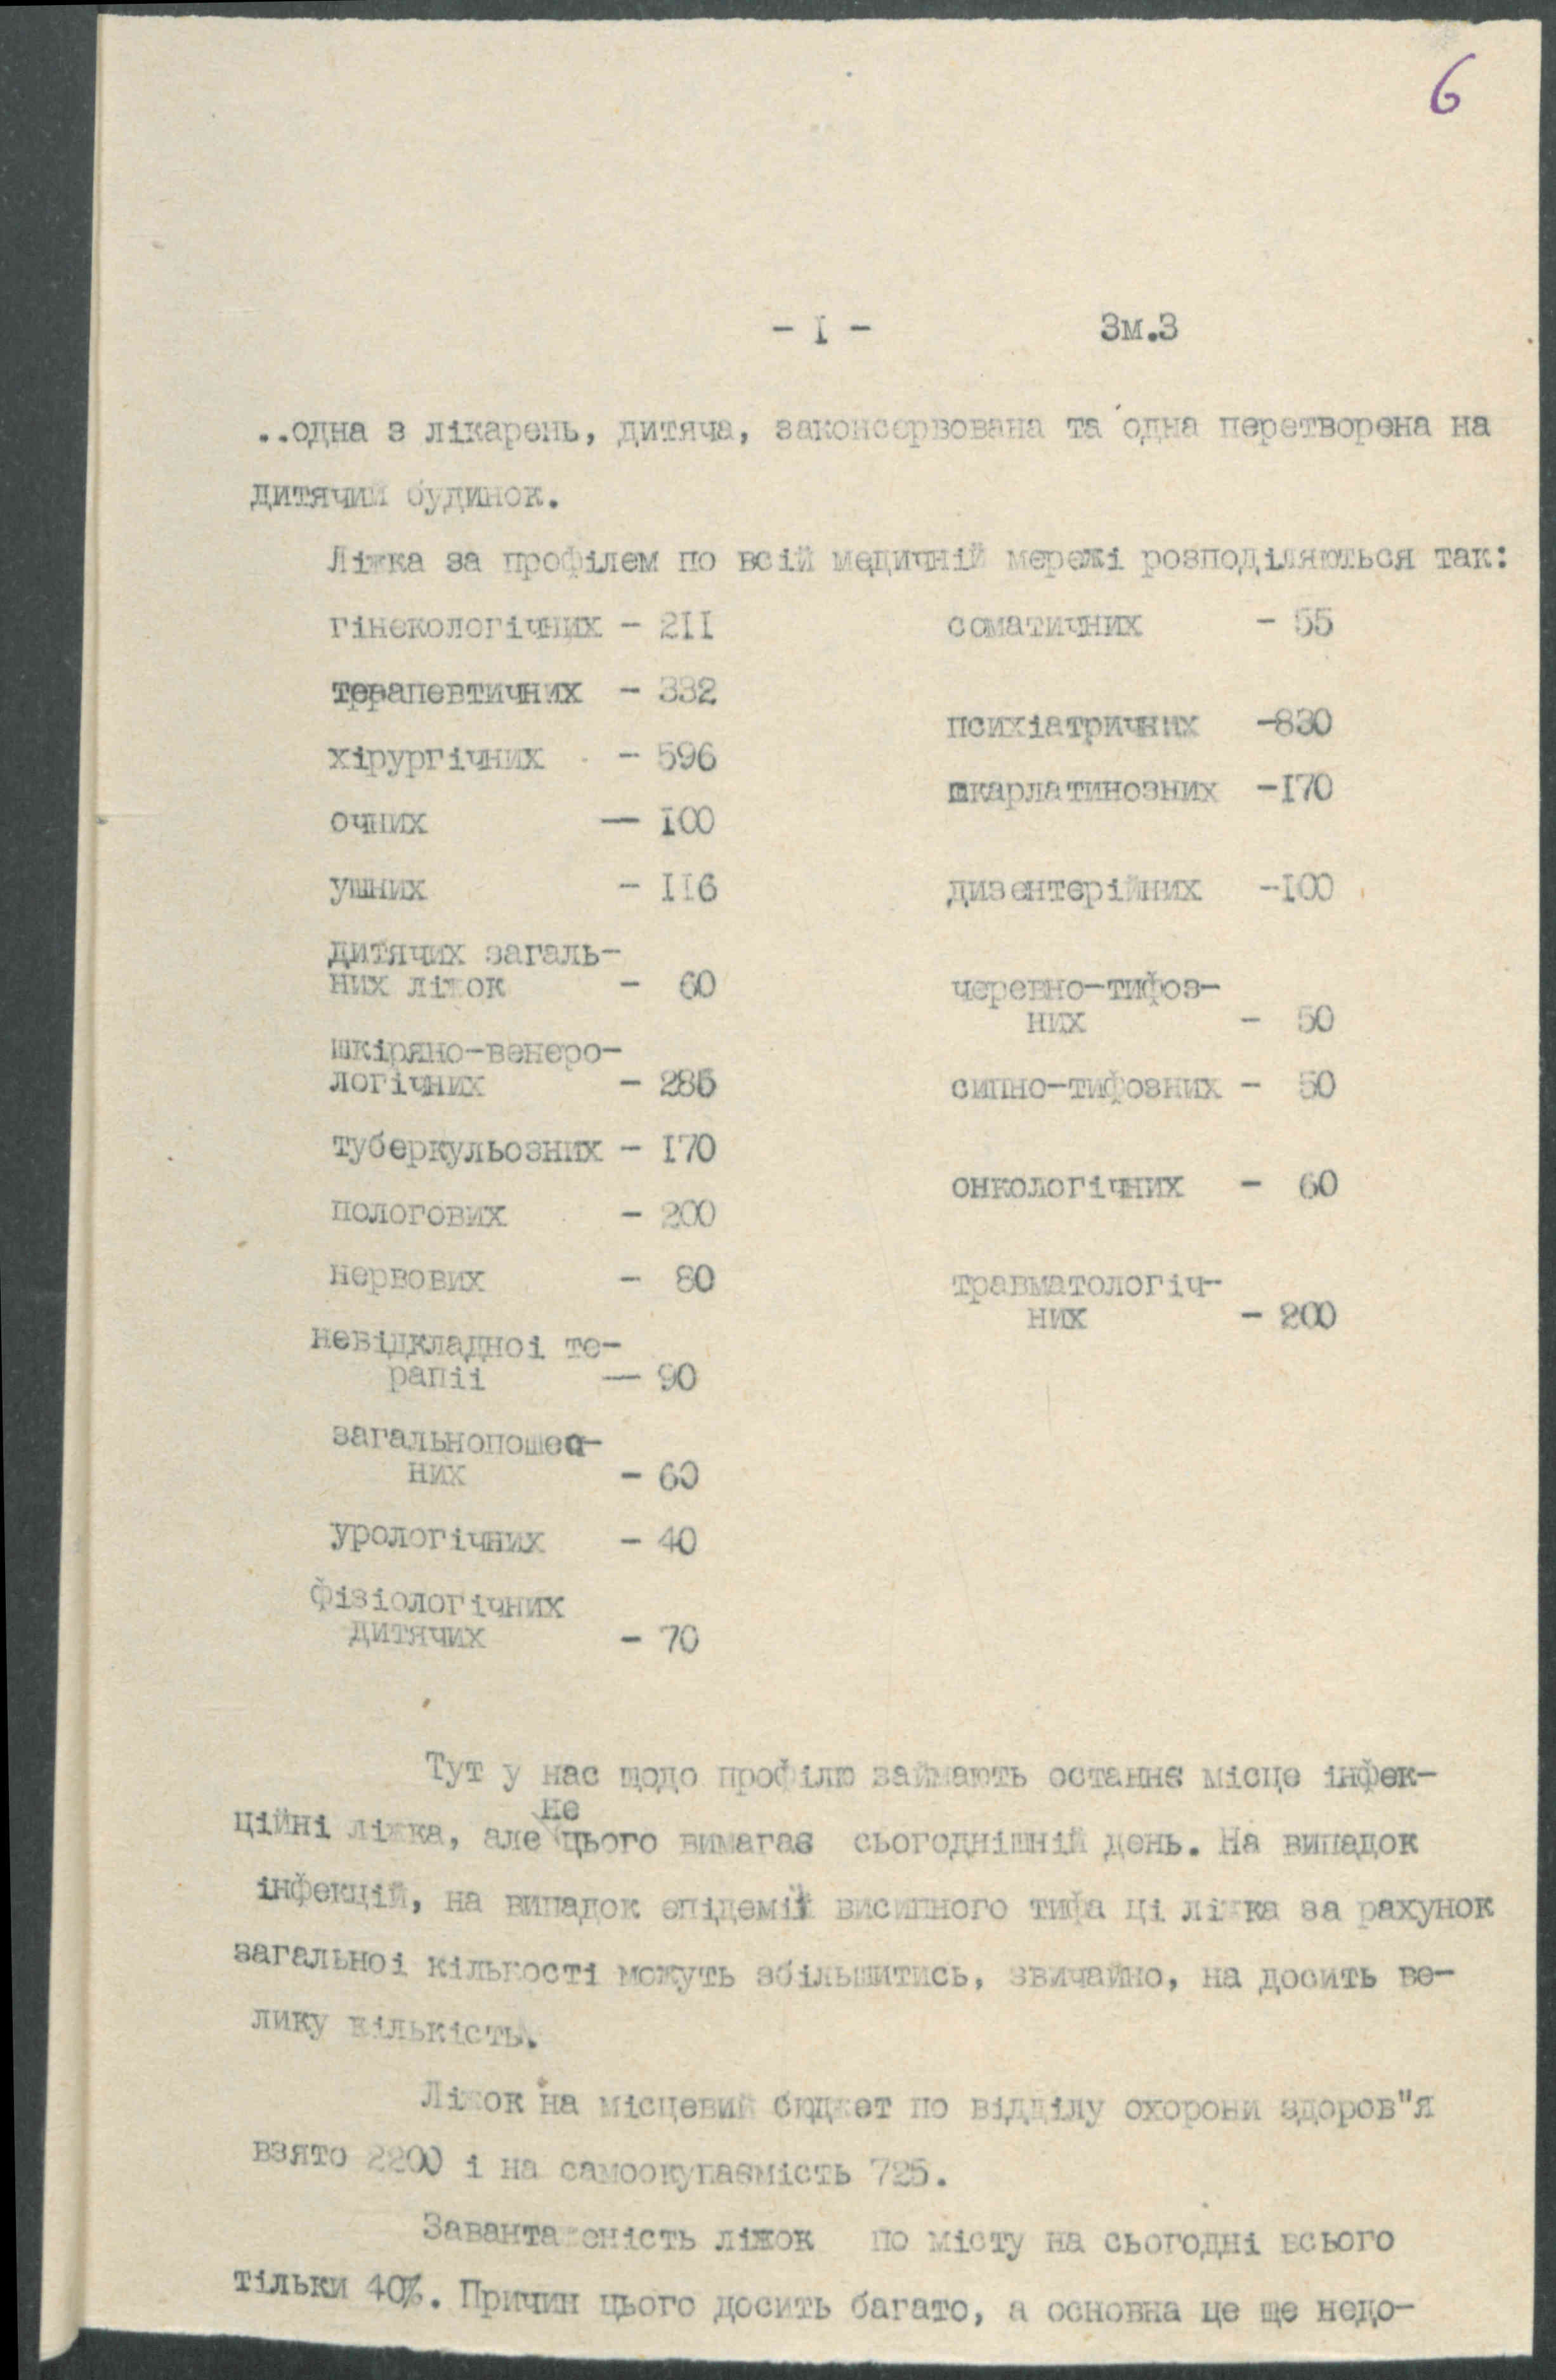 6
- I -    Зм.3
..одна з лікарень, дитяча, законсервована та одна перетворена на
дитячий будинок.
Ліжка за профілем по всій медичній мережі розподіляються так:
гінекологічних - 2II
терапевтичних - 332
хірургічних - 596
очних — I00
ушних - II6
дитячих загаль-
них ліжок - 60
шкіряно-венеро-
логічних - 285
туберкульозних - I70
пологових - 200
нервових - 80
невідкладноі те-
рапіі — 90
загальнопошес-
них - 60
урологічних - 40
фізіологічних
дитячих - 70
соматичних - 55
психіатричних -830
шкарлатинозних -I70
дизентерійних -I00
черевно-тифоз-
них - 50
сипно-тифозних - 50
онкологічних - 60
травматологіч-
них - 200
Тут у нас щодо профілю займають останнє місце інфек-
ційні ліжка, але не цього вимагає сьогоднішній день. На випадок
інфекцій, на випадок епідемії висипного тифа ці ліжка за рахунок
загальноі кількості можуть збільшитись, звичайно, на досить ве-
лику кількість.
Ліжок на місцевий бюджет по відділу охорони здоров"я
взято 2200 і на самоокупаємість 725.
Завантаженість ліжок по місту на сьогодні всього
тільки 40%. Причин цього досить багато, а основна це ще недо-